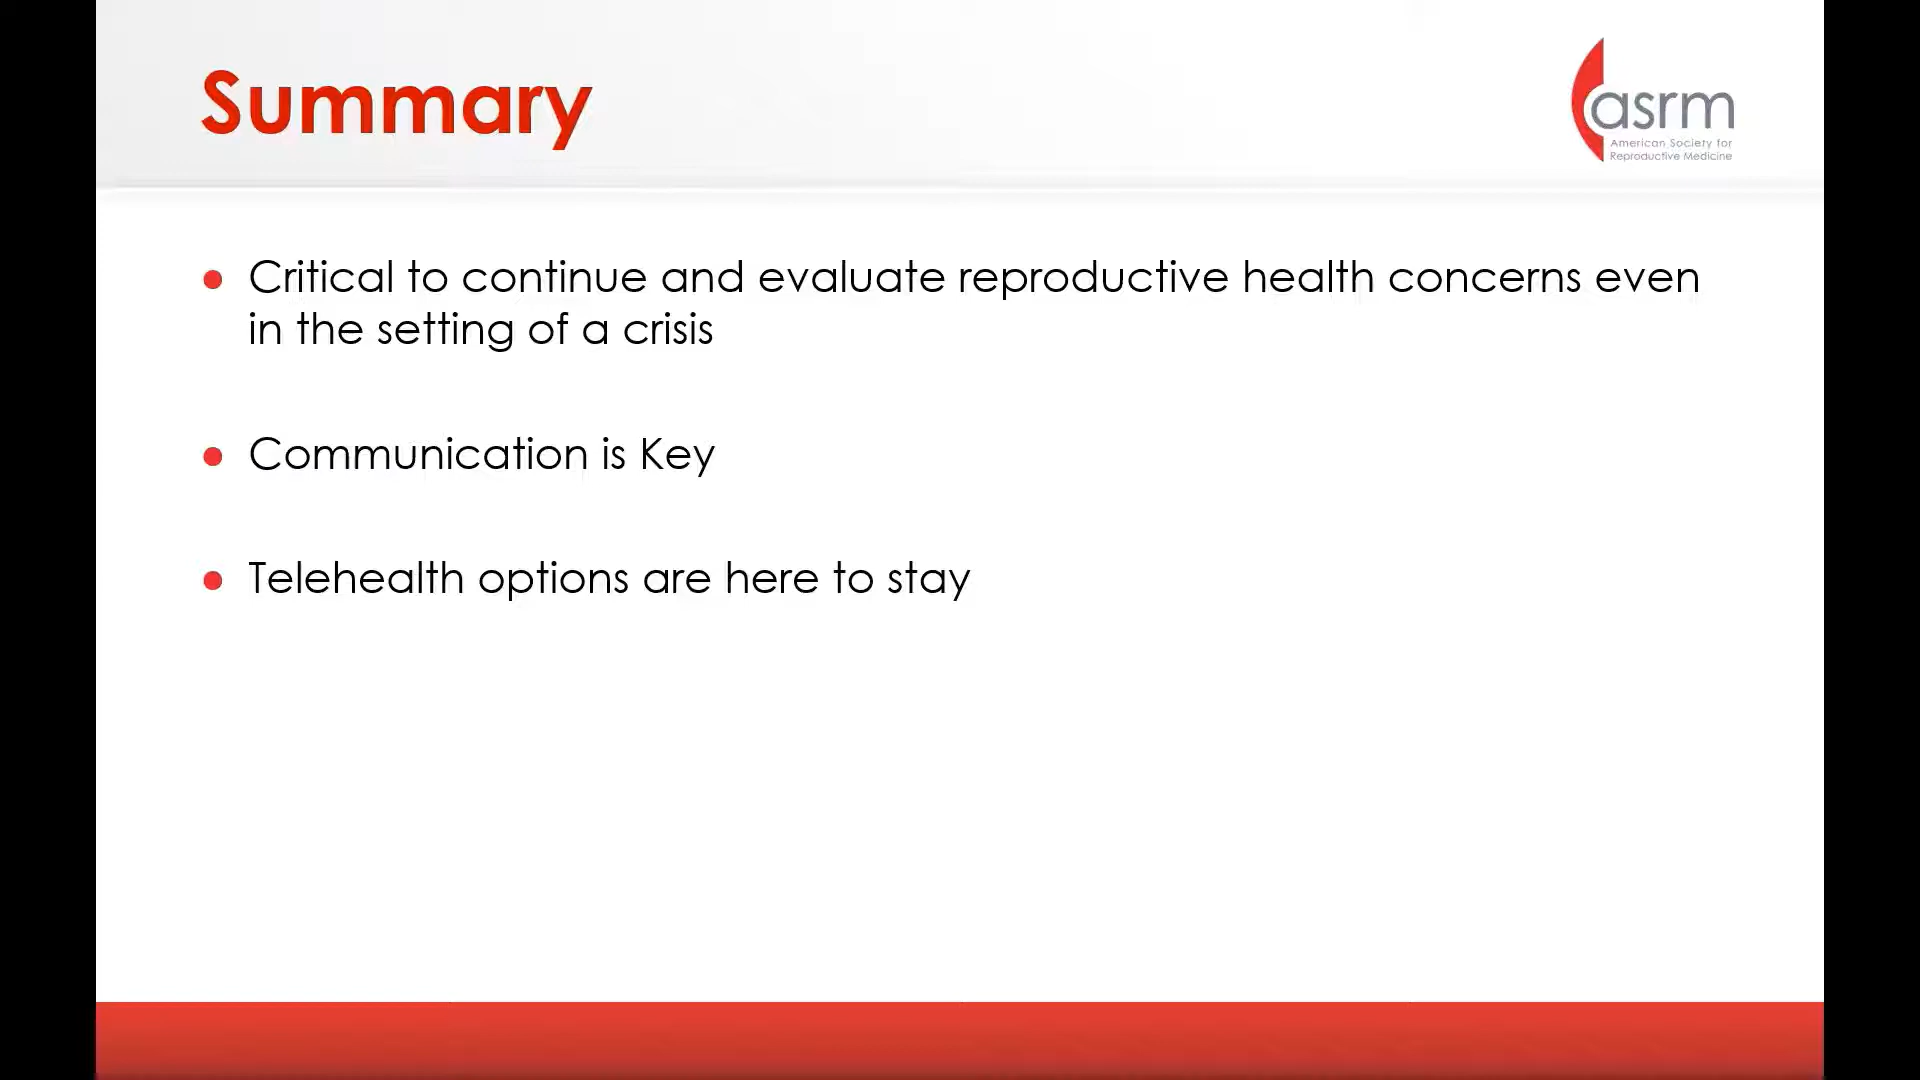 Summary
asrm
American Society for
Reproductive Medicine
Critical to continue and evaluate reproductive health concerns even
in the setting of a crisis
Communication is Key
Telehealth options are here to stay